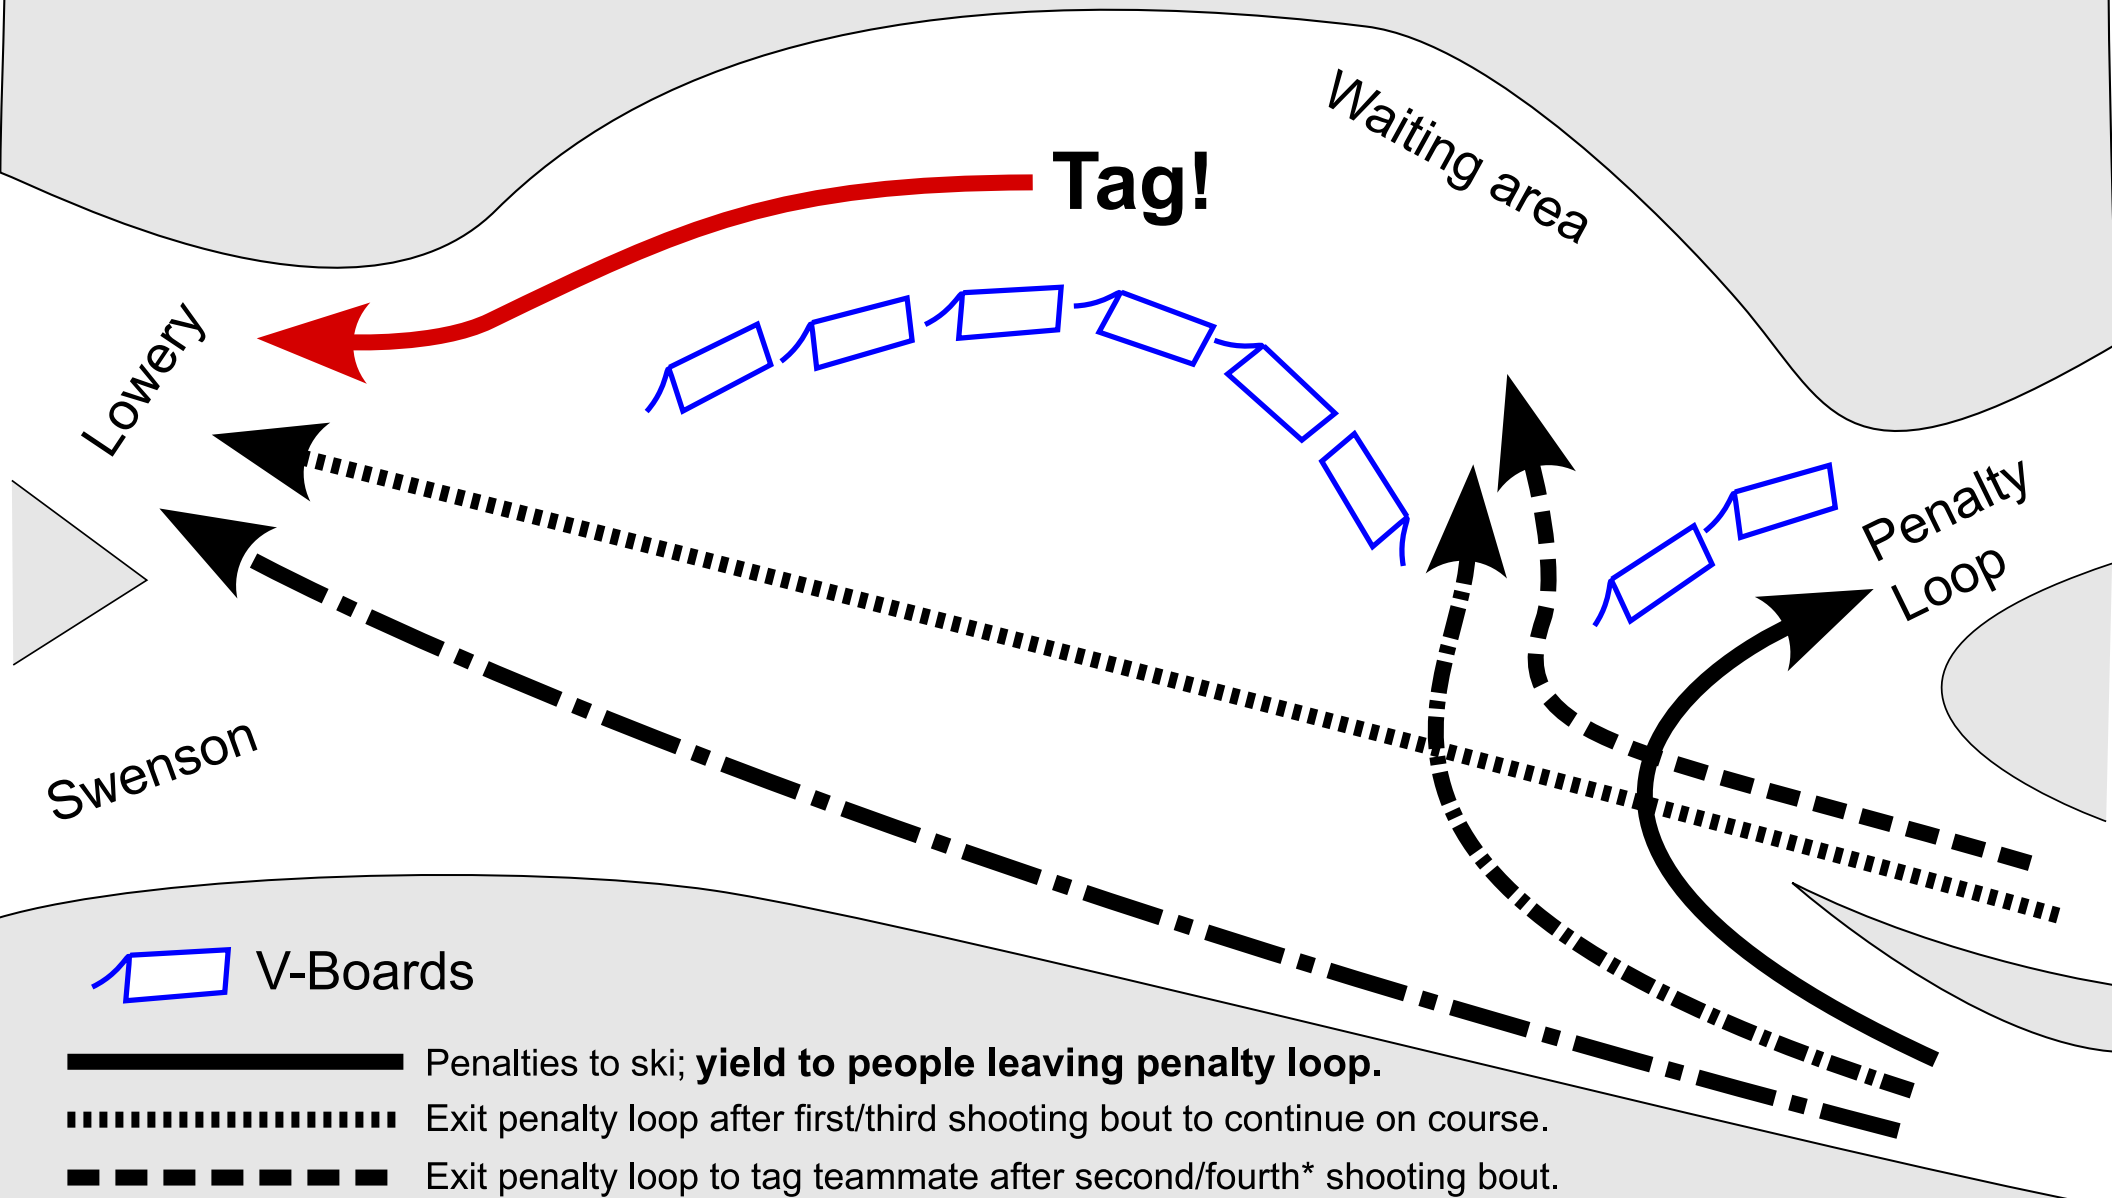 Waiting area
Tag!
Lowery
Penalty
Loop
Swenson
V-Boards
Penalties to ski; yield to people leaving penalty loop.
Exit penalty loop after first/third shooting bout to continue on course.
Exit penalty loop to tag teammate after second/fourth* shooting bout.